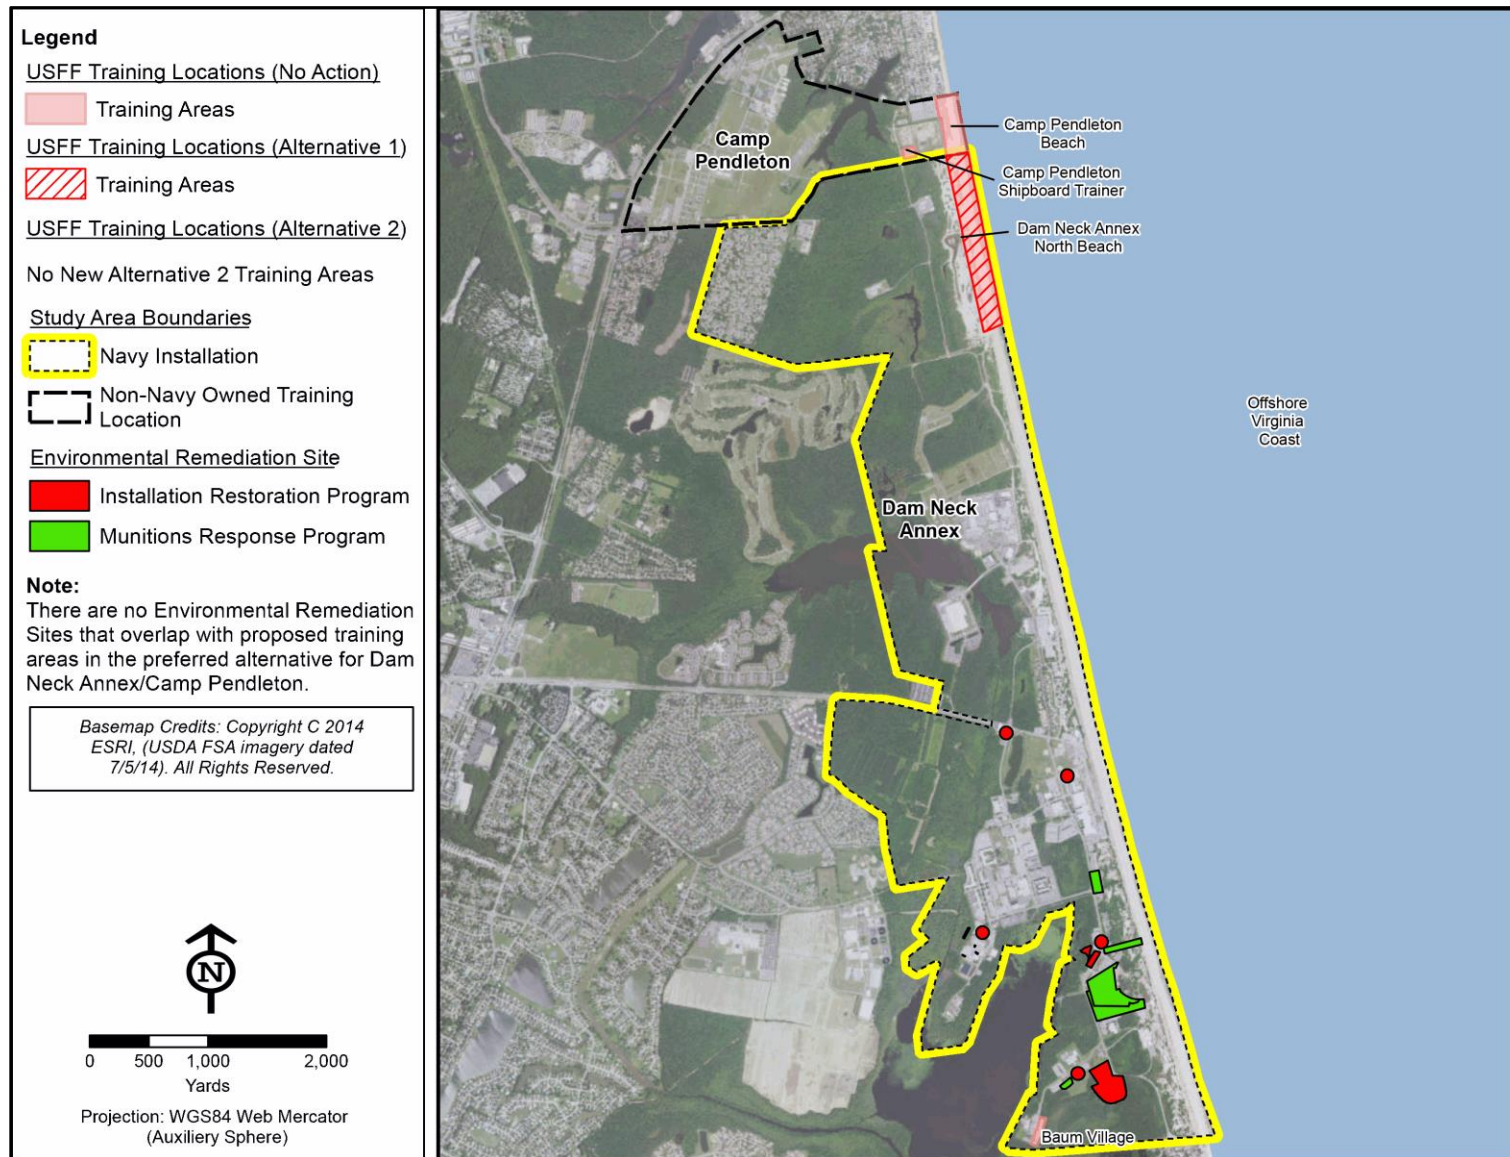 Legend
USFF Training Locations (No Action)
Training Areas
USFF Training Locations (Alternative 1)
Training Areas
USFF Training Locations (Alternative 2)
No New Alternative 2 Training Areas
Study Area Boundaries
Navy Installation
Non-Navy Owned Training
Location
Environmental Remediation Site
Installation Restoration Program
Munitions Response Program
Note:
There are no Environmental Remediation
Sites that overlap with proposed training
areas in the preferred alternative for Dam
Neck Annex/Camp Pendleton.
Basemap Credits: Copyright C 2014
ESRI, (USDA FSA imagery dated
7/5/14). All Rights Reserved.
N
0 500 1,000 2,000
Yards
Projection: WGS84 Web Mercator
(Auxiliery Sphere)
Camp
Pendleton
Camp Pendleton
Beach
Camp Pendleton
Shipboard Trainer
Dam Neck Annex
North Beach
Offshore
Virginia
Coast
Dam Neck
Annex
Baum Village